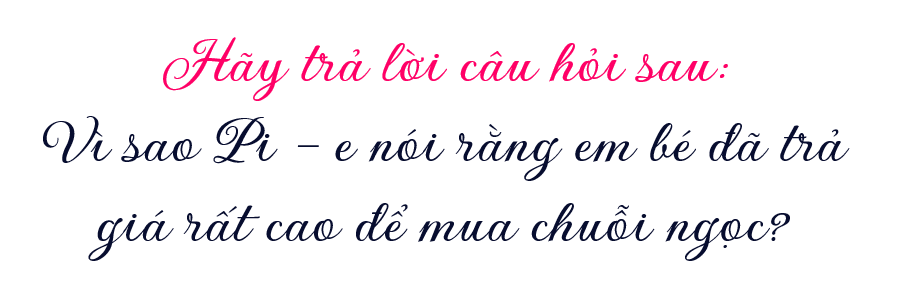 Hãy trả lời câu hỏi sau:
Vì sao Pi – e nói rằng em bé đã trả
giá rất cao để mua chuỗi ngọc?